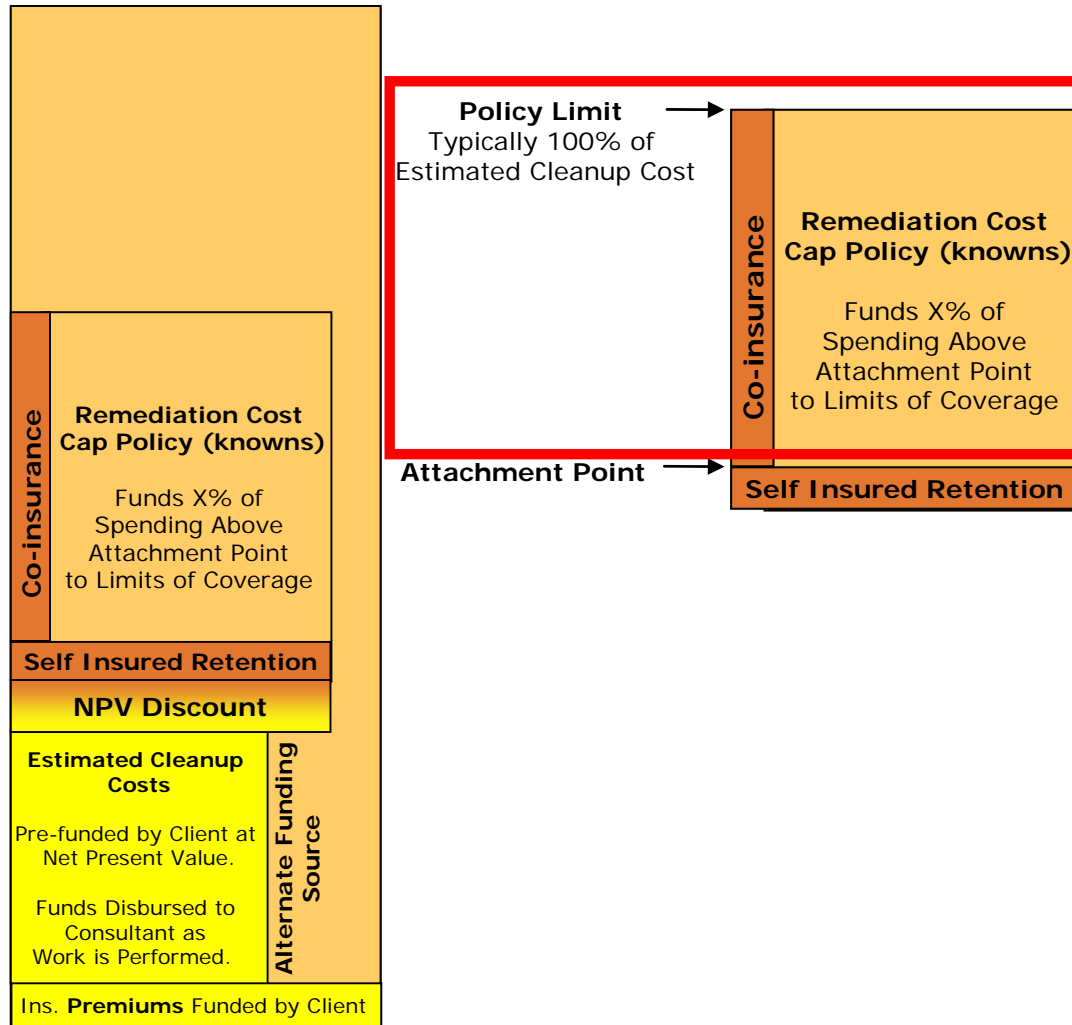 Policy Limit
Typically 100% of
Estimated Cleanup Cost
Co-insurance
Remediation Cost
Cap Policy (knowns)
Funds X% of
Spending Above
Attachment Point
to Limits of Coverage
Attachment Point
Self Insured Retention
Co-insurance
Remediation Cost
Cap Policy (knowns)
Funds X% of
Spending Above
Attachment Point
to Limits of Coverage
Self Insured Retention
NPV Discount
Estimated Cleanup
Costs
Pre-funded by Client at
Net Present Value.
Funds Disbursed to
Consultant as
Work is Performed.
Alternate Funding
Source
Ins. Premiums Funded by Client